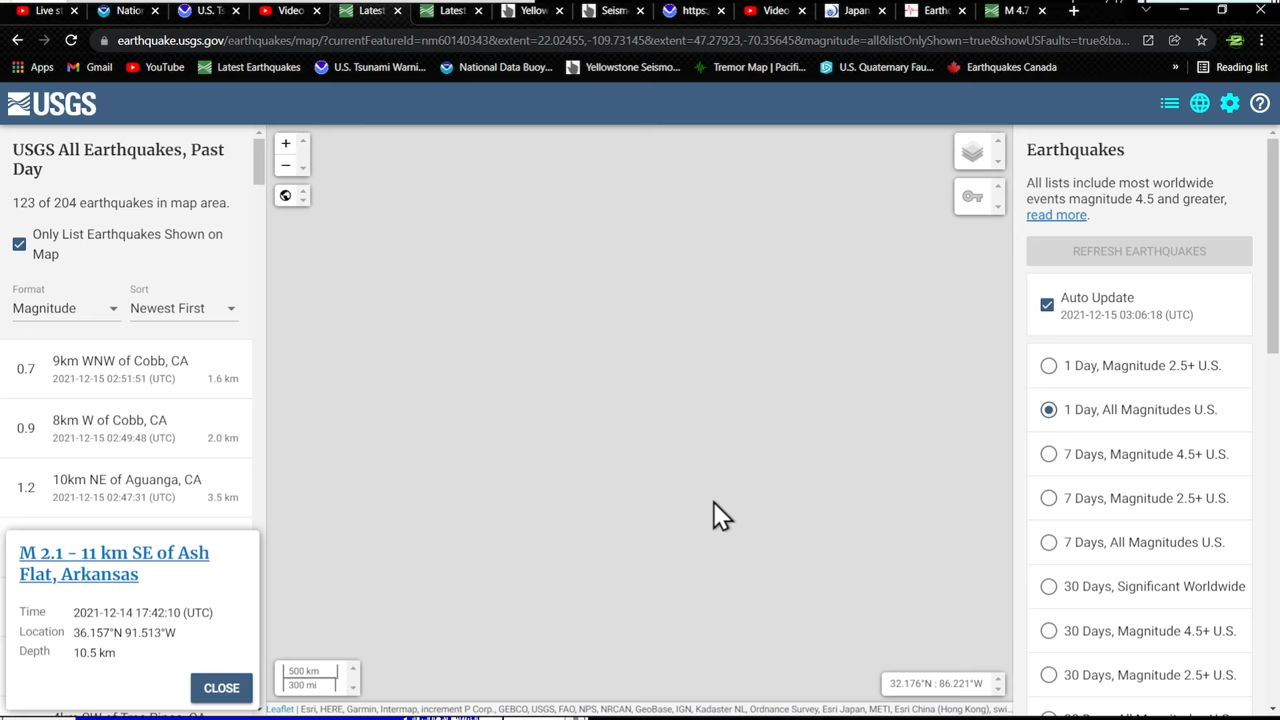 Live st
Natio
U.S. Ts
Video
Latest
Latest
Yellow
Seism
https:
Video
Japan
Earth
M 4.7
earthquake.usgs.gov/earthquakes/map/?currentFeatureId=nm60140343&extent=22.02455,-109.73145&extent=47.27923,-70.35645&magnitude=all&listOnlyShown=true&showUSFaults=true&ba...
Apps
Gmail
YouTube
Latest Earthquakes
U.S. Tsunami Warni...
National Data Buoy...
Yellowstone Seismo...
Tremor Map | Pacifi...
U.S. Quaternary Fau...
Earthquakes Canada
»
Reading list
USGS
USGS All Earthquakes, Past
Day
123 of 204 earthquakes in map area.
Only List Earthquakes Shown on
Map
Format
Sort
Magnitude
Newest First
0.7
9km WNW of Cobb, CA
2021-12-15 02:51:51 (UTC)
1.6 km
0.9
8km W of Cobb, CA
2021-12-15 02:49:48 (UTC)
2.0 km
1.2
10km NE of Aguanga, CA
2021-12-15 02:47:31 (UTC)
3.5 km
M 2.1 - 11 km SE of Ash
Flat, Arkansas
Time 2021-12-14 17:42:10 (UTC)
Location 36.157°N 91.513°W
Depth 10.5 km
CLOSE
+
−
500 km
300 mi
32.176°N : 86.221°W
Leaflet | Esri, HERE, Garmin, Intermap, increment P Corp., GEBCO, USGS, FAO, NPS, NRCAN, GeoBase, IGN, Kadaster NL, Ordnance Survey, Esri Japan, METI, Esri China (Hong Kong), swi...
Earthquakes
All lists include most worldwide
events magnitude 4.5 and greater,
read more.
REFRESH EARTHQUAKES
Auto Update
2021-12-15 03:06:18 (UTC)
1 Day, Magnitude 2.5+ U.S.
1 Day, All Magnitudes U.S.
7 Days, Magnitude 4.5+ U.S.
7 Days, Magnitude 2.5+ U.S.
7 Days, All Magnitudes U.S.
30 Days, Significant Worldwide
30 Days, Magnitude 4.5+ U.S.
30 Days, Magnitude 2.5+ U.S.